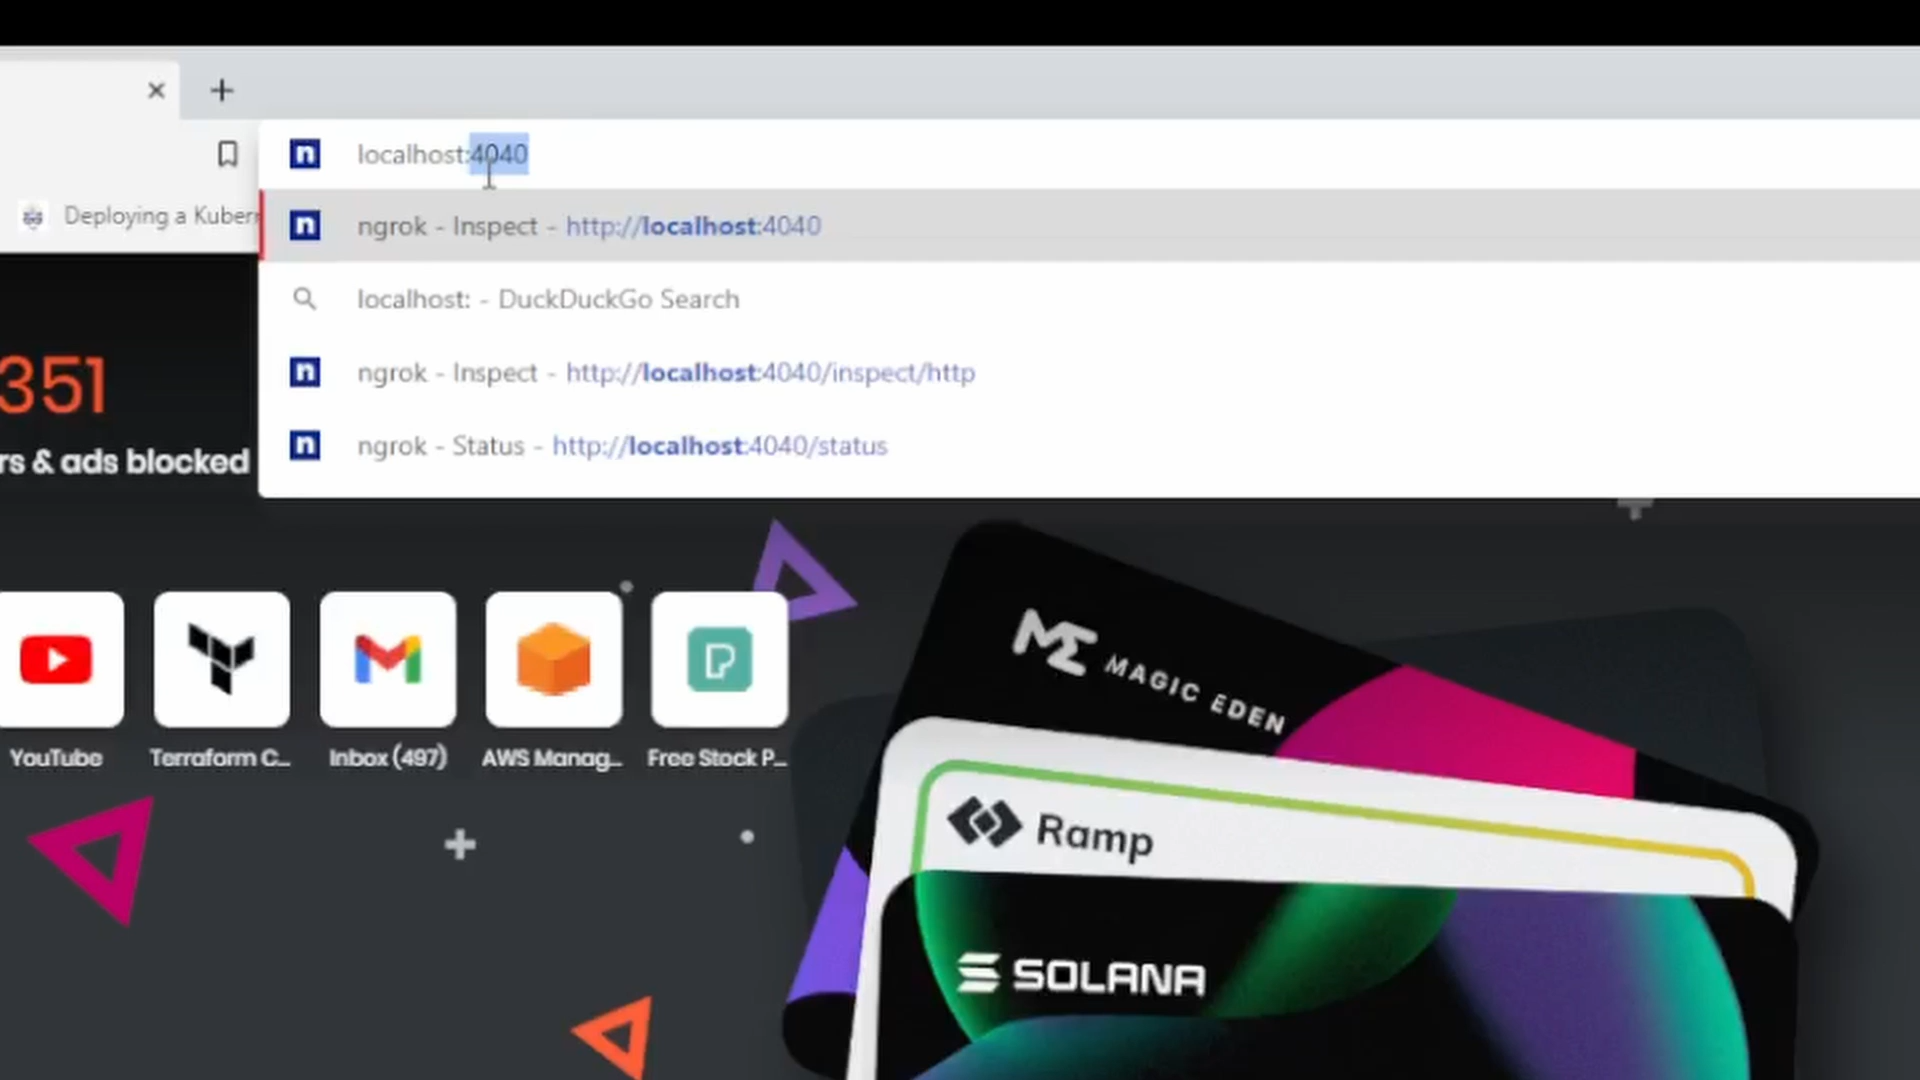 localhost:4040
Deploying a Kuber
ngrok - Inspect - http://localhost:4040
localhost: - DuckDuckGo Search
ngrok - Inspect - http://localhost:4040/inspect/http
ngrok - Status - http://localhost:4040/status
351
rs & ads blocked
YouTube
Terraform C...
Inbox (497)
AWS Manag...
Free Stock P...
ME MAGIC EDEN
Ramp
SOLANA